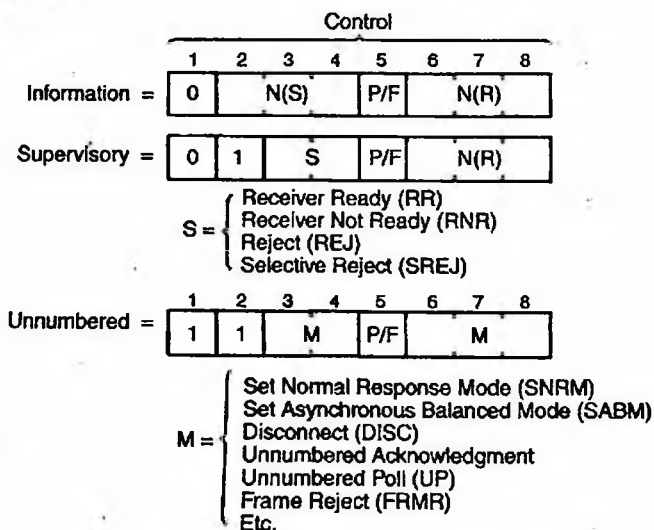 Control
1 2 3 4 5 6 7 8
Information = 0 N(S) P/F N(R)
Supervisory = 0 1 S P/F N(R)
S = Receiver Ready (RR)
Receiver Not Ready (RNR)
Reject (REJ)
Selective Reject (SREJ)
1 2 3 4 5 6 7 8
Unnumbered = 1 1 M P/F M
M = Set Normal Response Mode (SNRM)
Set Asynchronous Balanced Mode (SABM)
Disconnect (DISC)
Unnumbered Acknowledgment
Unnumbered Poll (UP)
Frame Reject (FRMR)
Etc.